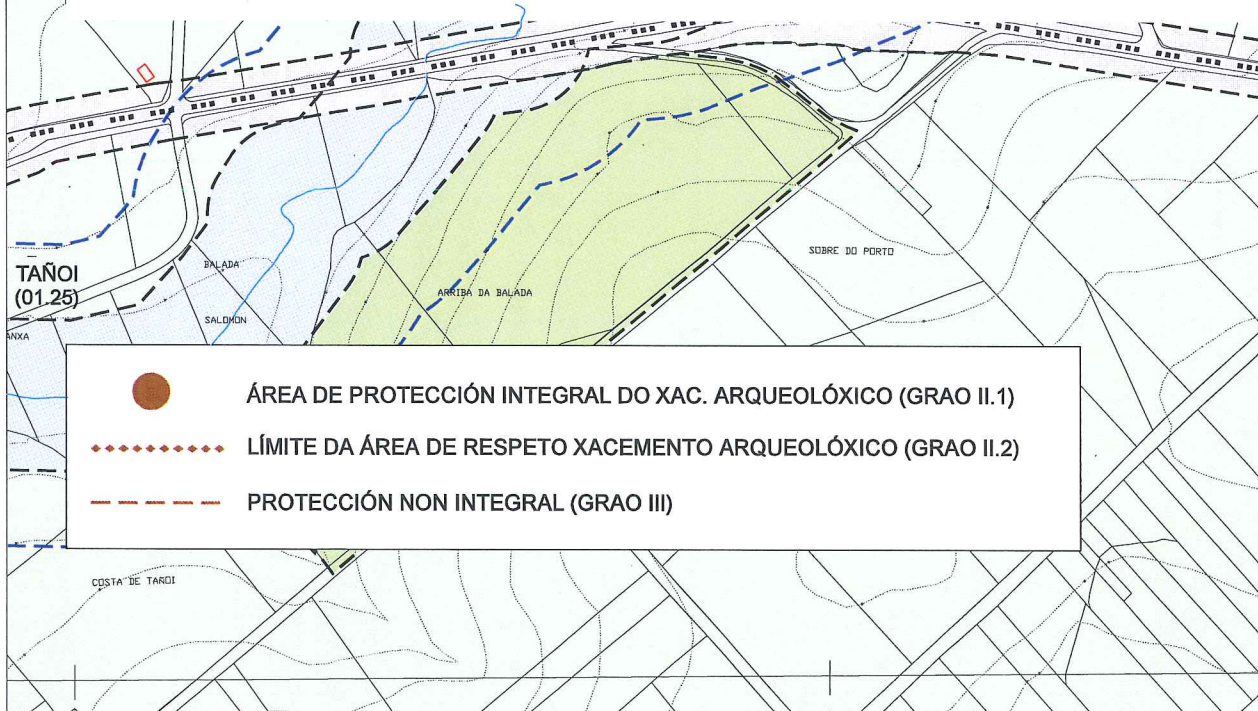 SOBRE DO PORTO
TAÑOI
(01.25)
BALADA
ARRIBA DA BALADA
SALOMON
ANXA
ÁREA DE PROTECCIÓN INTEGRAL DO XAC. ARQUEOLÓXICO (GRAO II.1)
LÍMITE DA ÁREA DE RESPETO XACEMENTO ARQUEOLÓXICO (GRAO II.2)
PROTECCIÓN NON INTEGRAL (GRAO III)
COSTA DE TAROI